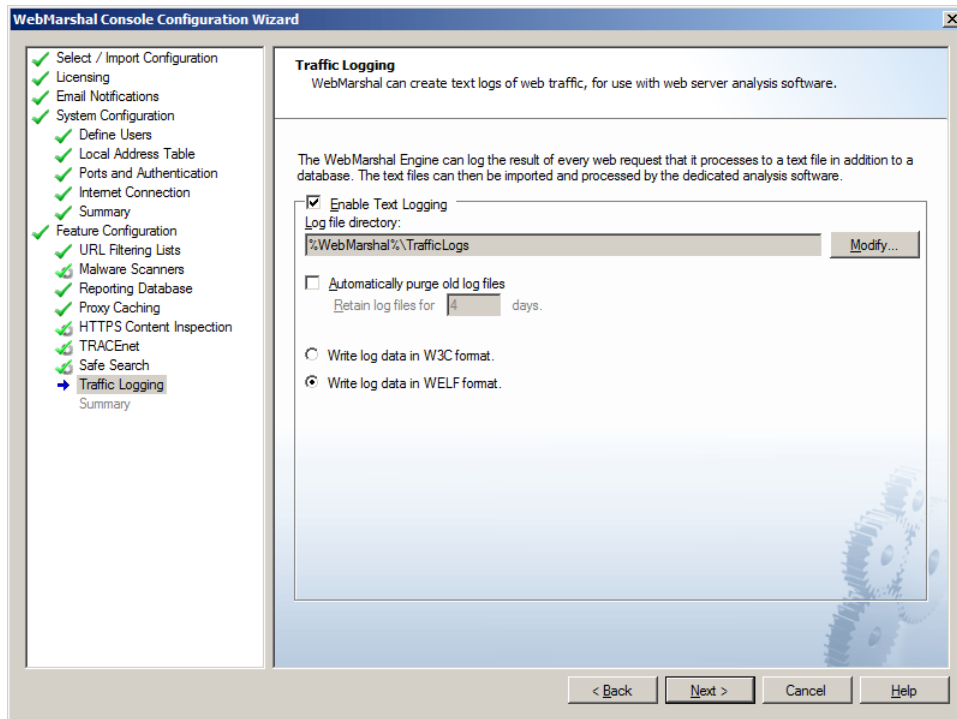 WebMarshal Console Configuration Wizard
Select / Import Configuration
Licensing
Email Notifications
System Configuration
Define Users
Local Address Table
Ports and Authentication
Internet Connection
Summary
Feature Configuration
URL Filtering Lists
Malware Scanners
Reporting Database
Proxy Caching
HTTPS Content Inspection
TRACEnet
Safe Search
Traffic Logging
Summary
Traffic Logging
WebMarshal can create text logs of web traffic, for use with web server analysis software.
The WebMarshal Engine can log the result of every web request that it processes to a text file in addition to a
database. The text files can then be imported and processed by the dedicated analysis software.
Enable Text Logging
Log file directory:
%WebMarshal%\TrafficLogs
Modify...
Automatically purge old log files
Retain log files for 4 days.
Write log data in W3C format.
Write log data in WELF format.
< Back
Next >
Cancel
Help